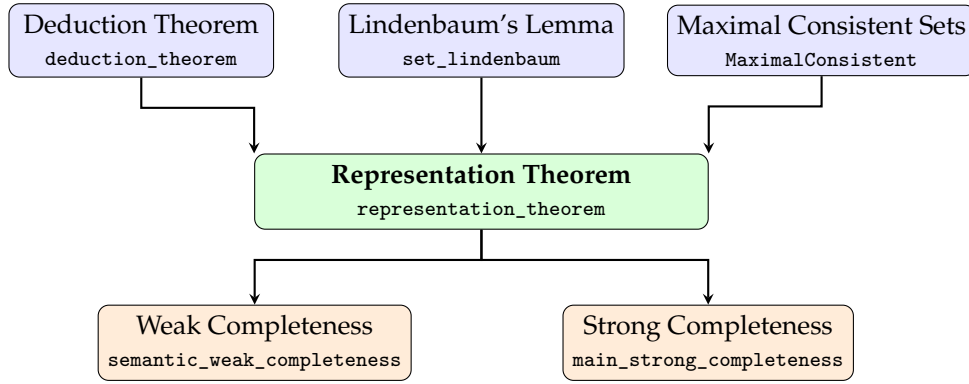 Deduction Theorem
deduction_theorem
Lindenbaum's Lemma
set_lindenbaum
Maximal Consistent Sets
MaximalConsistent
Representation Theorem
representation_theorem
Weak Completeness
semantic_weak_completeness
Strong Completeness
main_strong_completeness